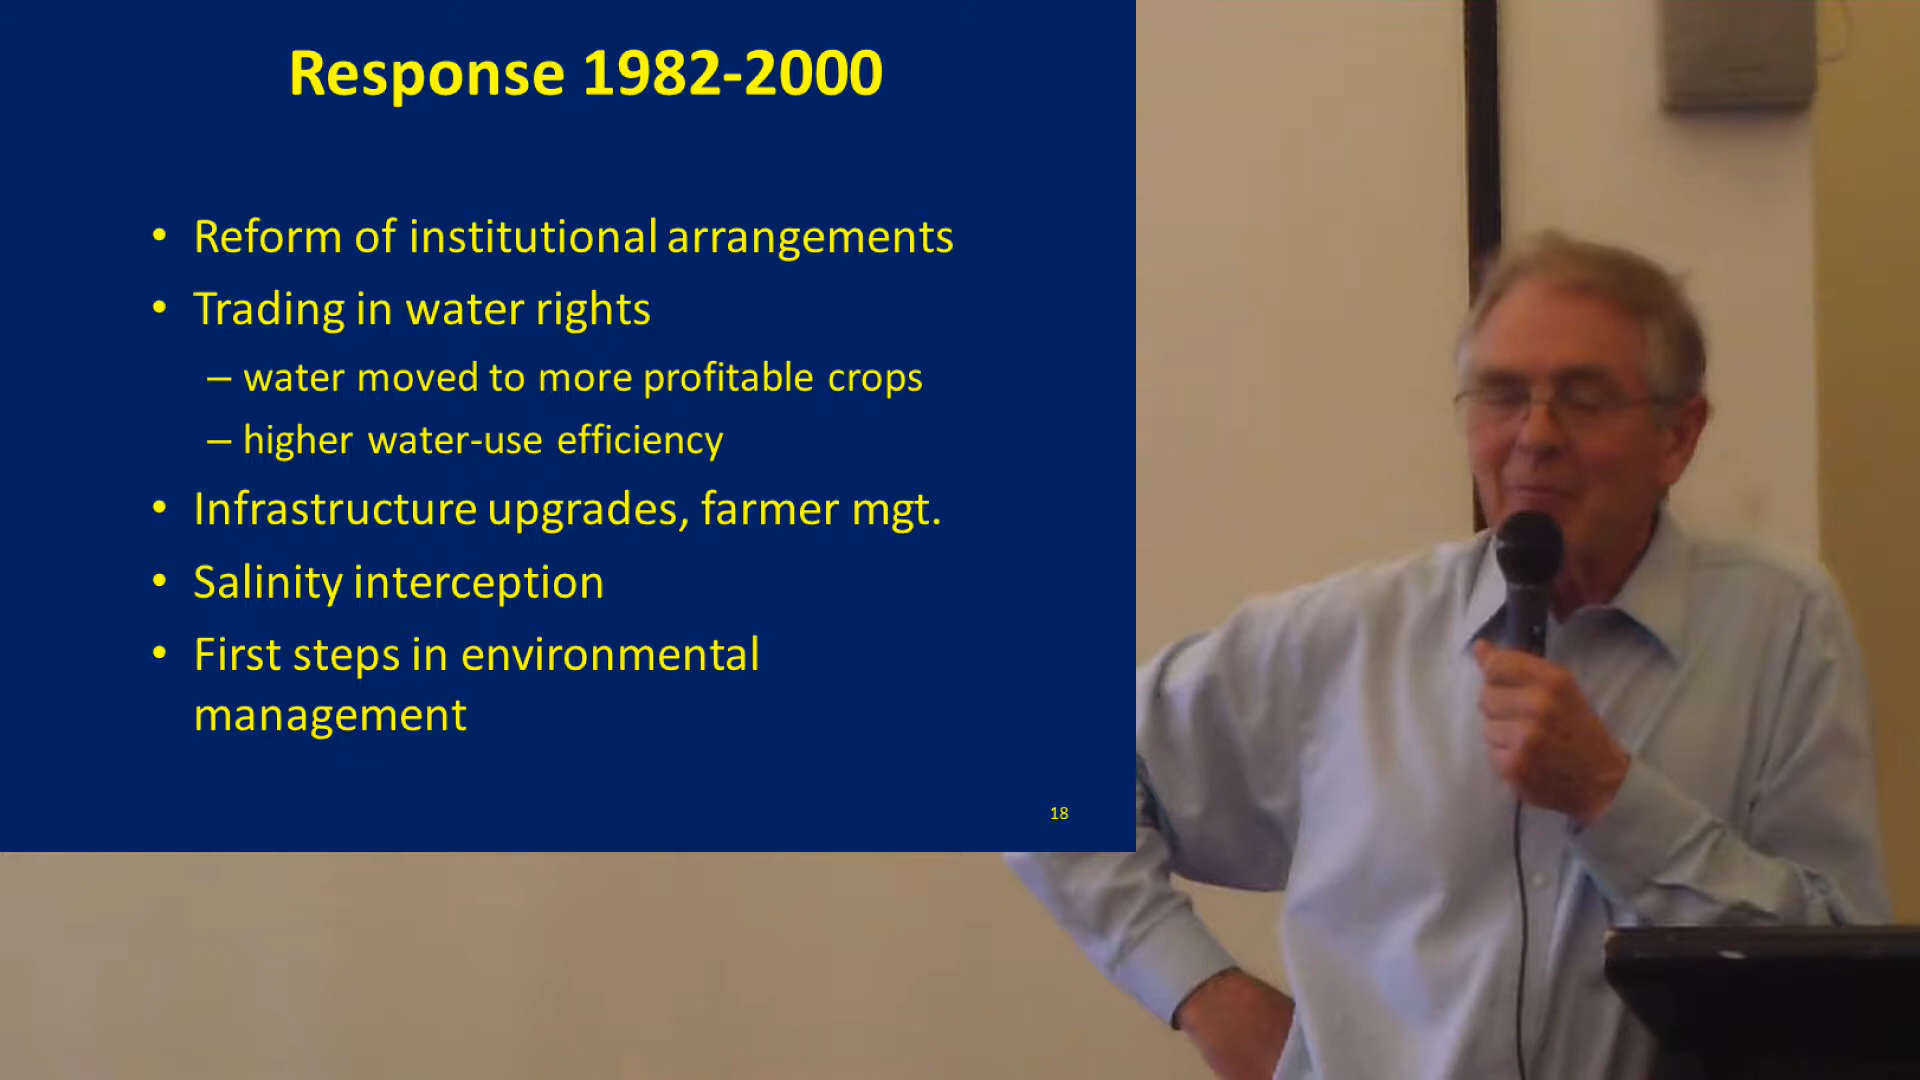 Response 1982-2000
• Reform of institutional arrangements
• Trading in water rights
– water moved to more profitable crops
– higher water-use efficiency
• Infrastructure upgrades, farmer mgt.
• Salinity interception
• First steps in environmental
management
18